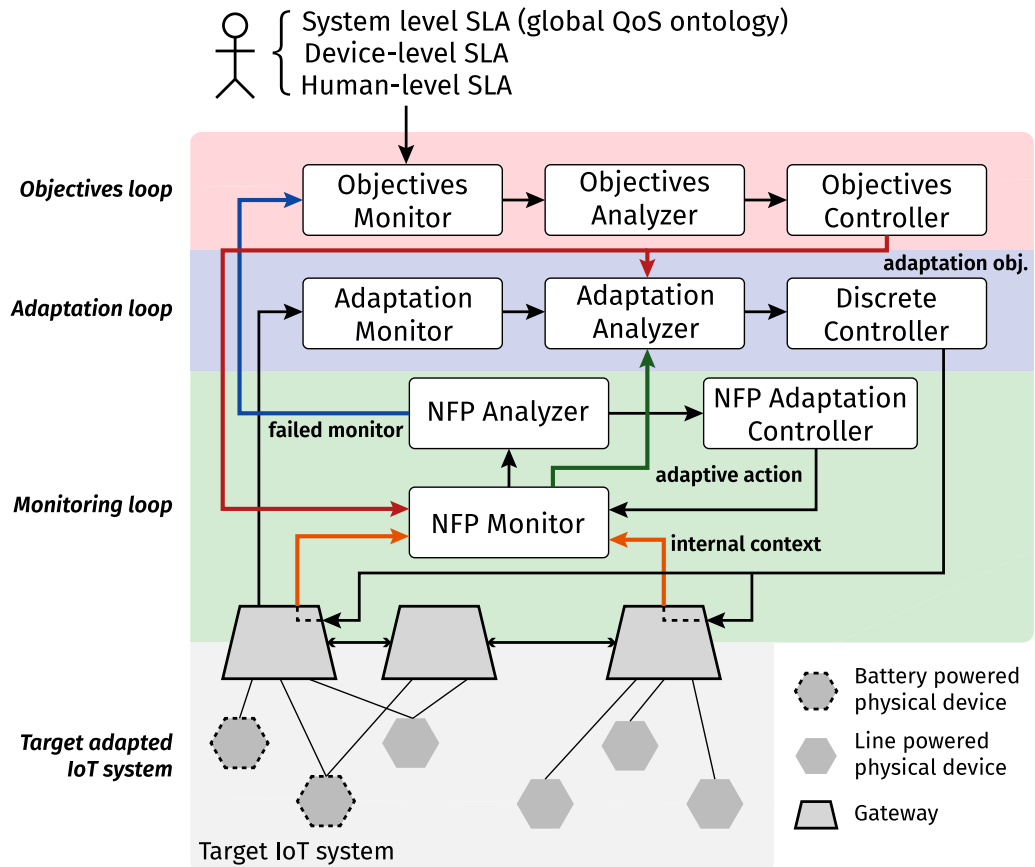 System level SLA (global QoS ontology)
Device-level SLA
Human-level SLA
Objectives loop
Objectives
Monitor
Objectives
Analyzer
Objectives
Controller
adaptation obj.
Adaptation loop
Adaptation
Monitor
Adaptation
Analyzer
Discrete
Controller
NFP Analyzer
NFP Adaptation
Controller
failed monitor
adaptive action
Monitoring loop
NFP Monitor
internal context
Target adapted
IoT system
Battery powered
physical device
Line powered
physical device
Gateway
Target IoT system